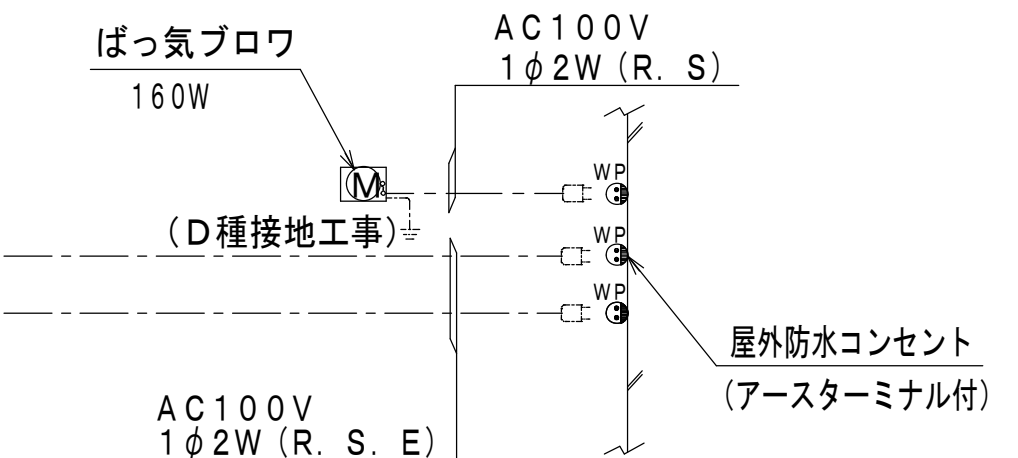 ばっ気ブロワ
160W
AC100V
1φ2W(R. S)
M
WP
(D種接地工事)
WP
WP
屋外防水コンセント
(アースターミナル付)
AC100V
1φ2W(R. S. E)